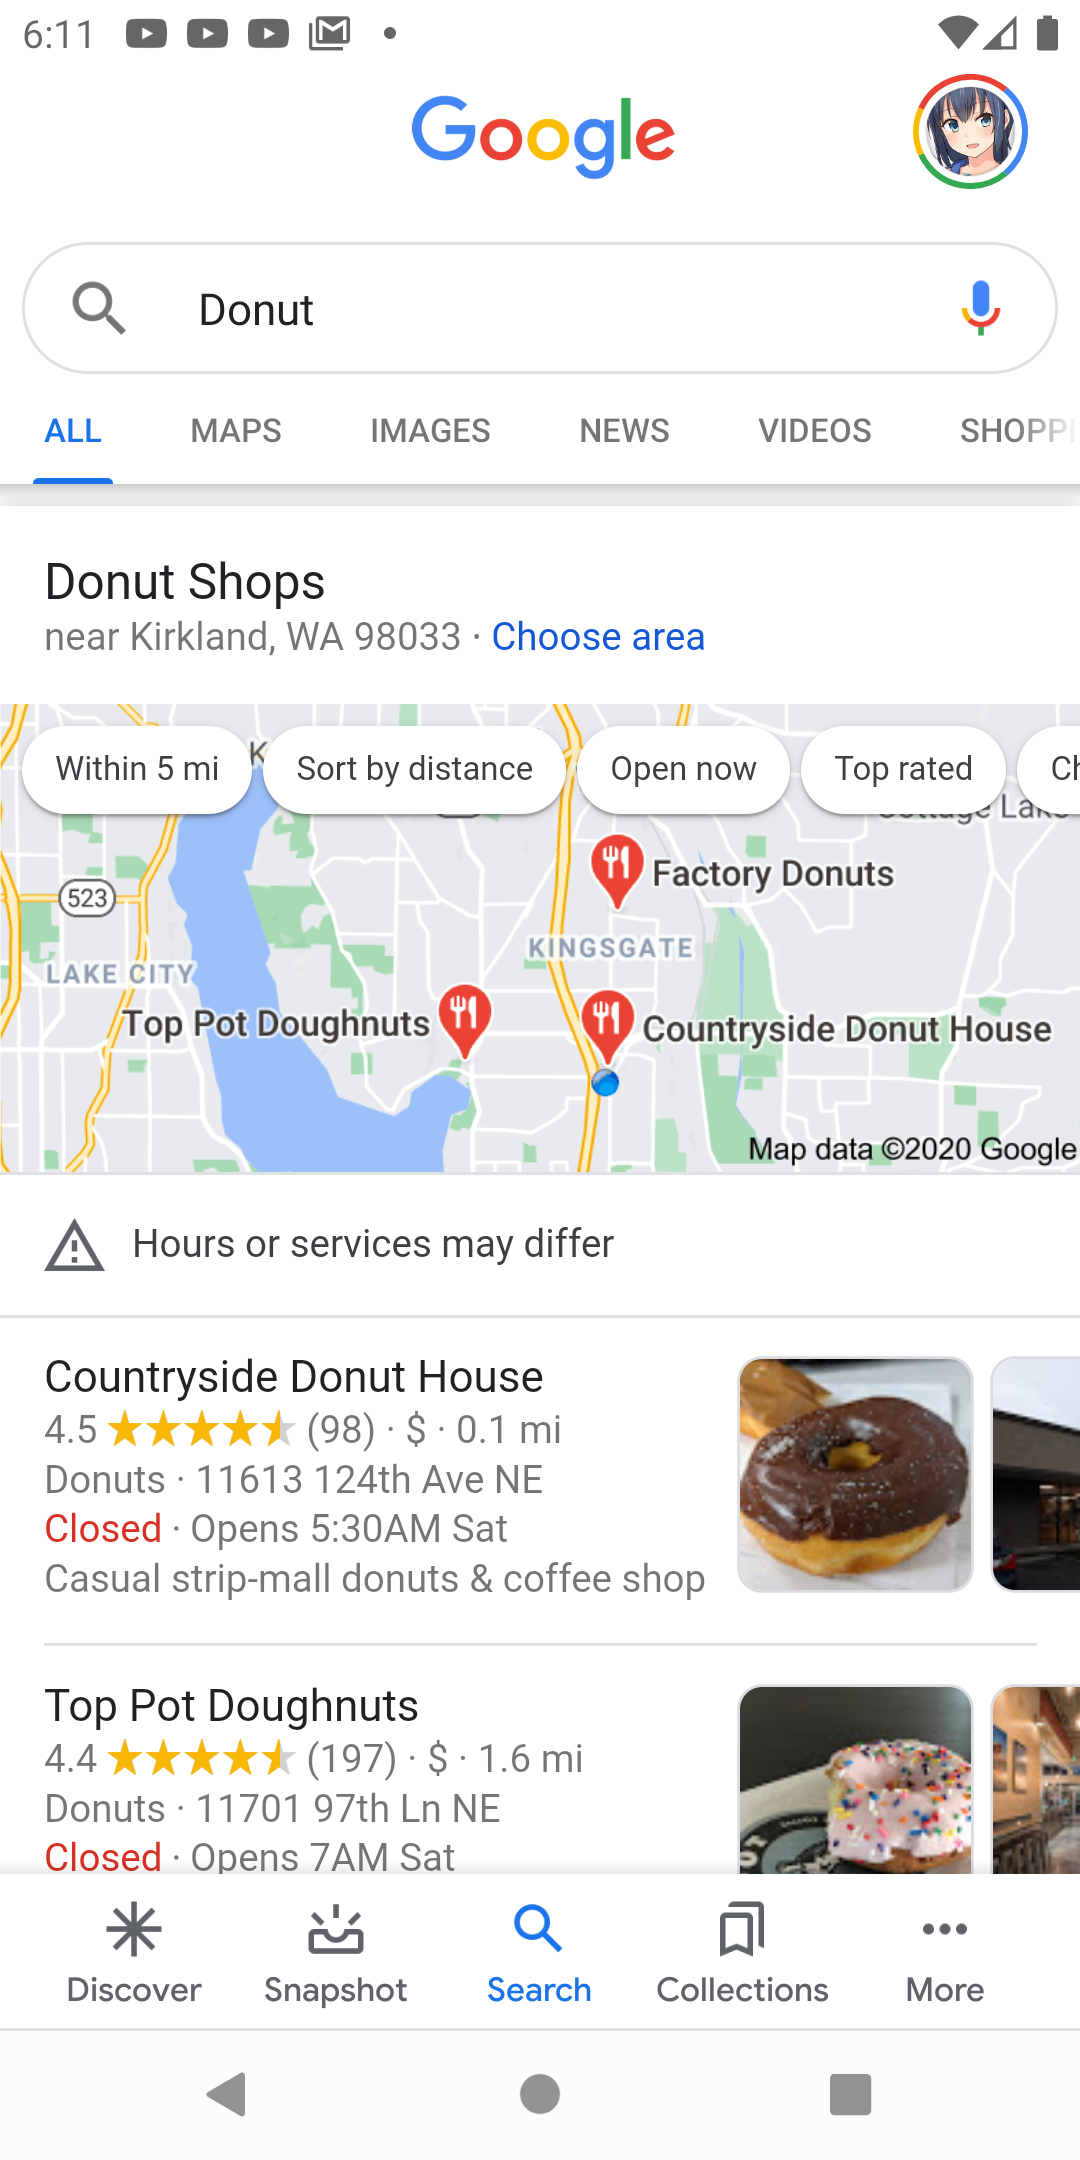 6:11
Google
Donut
ALL MAPS IMAGES NEWS VIDEOS SHOPPI
Donut Shops
near Kirkland, WA 98033 · Choose area
Within 5 mi Sort by distance Open now Top rated Ch
Factory Donuts
523
KINGSGATE
LAKE CITY
Top Pot Doughnuts
Countryside Donut House
Map data ©2020 Google
Hours or services may differ
Countryside Donut House
4.5 (98) · $ · 0.1 mi
Donuts · 11613 124th Ave NE
Closed · Opens 5:30AM Sat
Casual strip-mall donuts & coffee shop
Top Pot Doughnuts
4.4 (197) · $ · 1.6 mi
Donuts · 11701 97th Ln NE
Closed · Opens 7AM Sat
Discover Snapshot Search Collections More